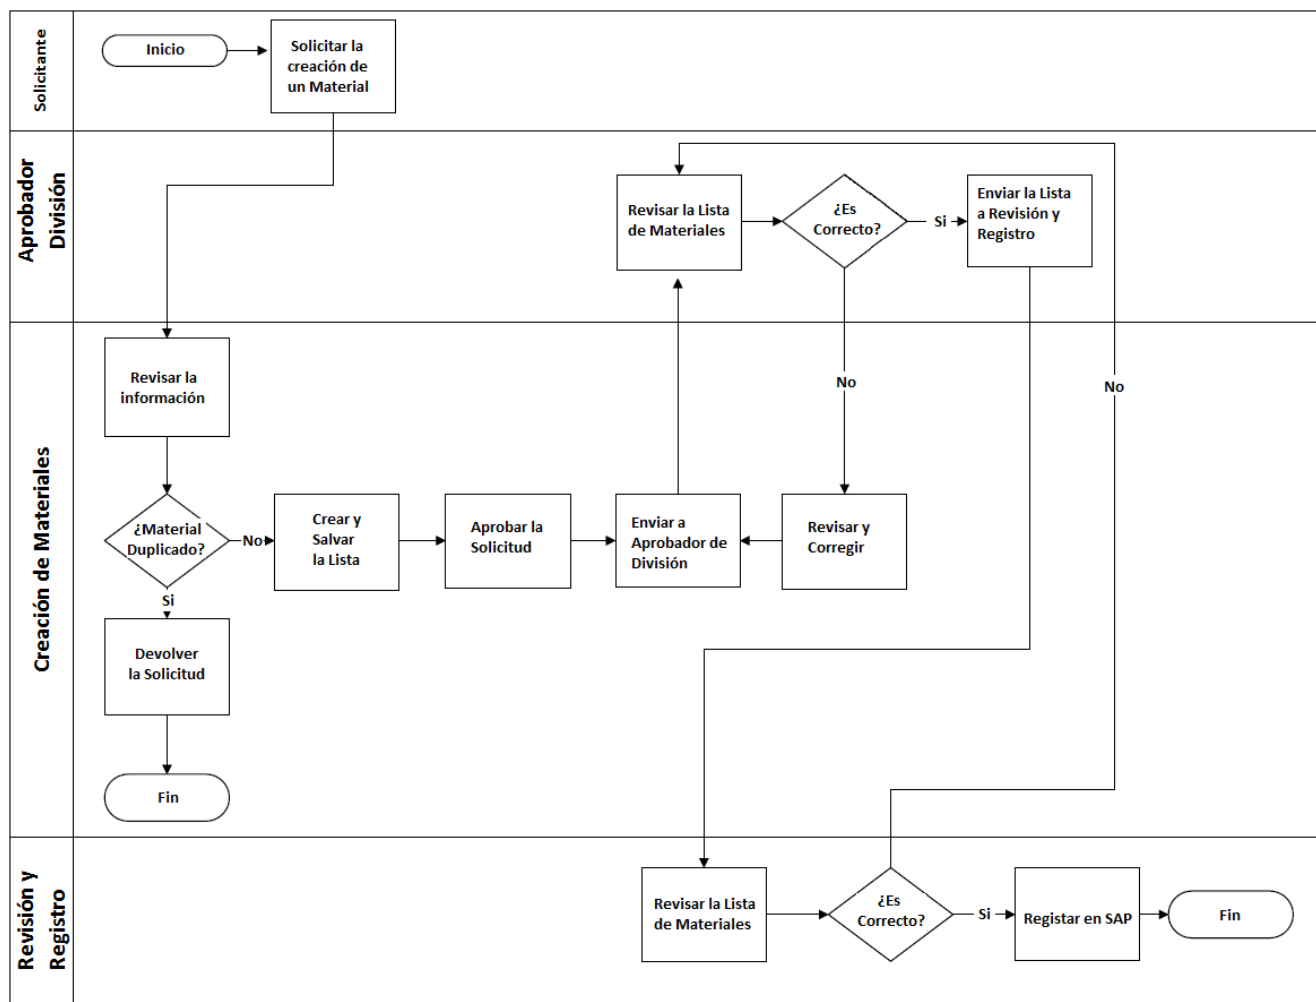 Solicitante
Inicio
Solicitar la
creación de
un Material
Aprobador
División
Revisar la Lista
de Materiales
¿Es
Correcto?
Si
Enviar la Lista
a Revisión y
Registro
No
No
Creación de Materiales
Revisar la
información
¿Material
Duplicado?
No
Crear y
Salvar
la Lista
Aprobar la
Solicitud
Enviar a
Aprobador de
División
Revisar y
Corregir
Si
Devolver
la Solicitud
Fin
Revisión y
Registro
Revisar la Lista
de Materiales
¿Es
Correcto?
Si
Registar en SAP
Fin